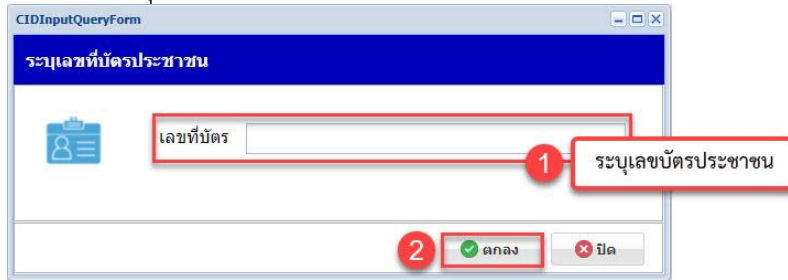 CIDInputQueryForm
ระบุเลขที่บัตรประชาชน
เลขที่บัตร
1 ระบุเลขบัตรประชาชน
2 ตกลง ปิด